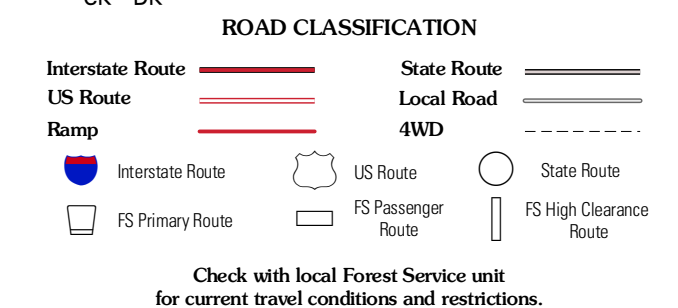 ROAD CLASSIFICATION
Interstate Route
State Route
US Route
Local Road
Ramp
4WD
Interstate Route
US Route
State Route
FS Primary Route
FS Passenger
Route
FS High Clearance
Route
Check with local Forest Service unit
for current travel conditions and restrictions.